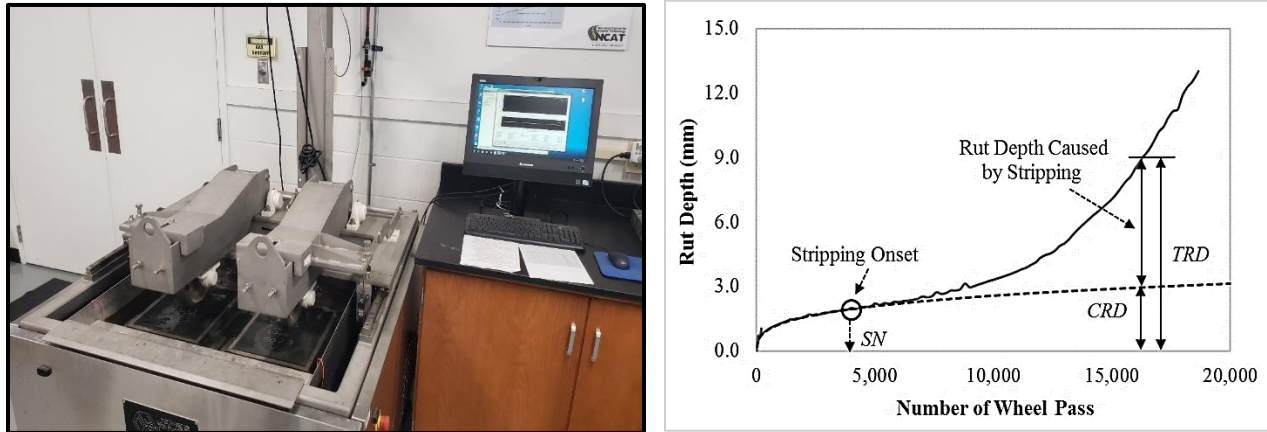 NCAT
15.0
12.0
9.0
6.0
3.0
0.0
Rut Depth (mm)
Rut Depth Caused
by Stripping
Stripping Onset
SN
CRD
TRD
0
5,000
10,000
15,000
20,000
Number of Wheel Pass